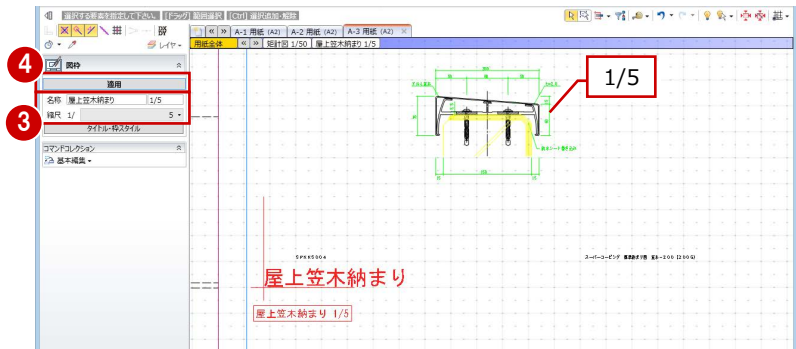 選択する要素を指定して下さい。 [[ドラッグ] 範囲選択 [[Ctrl] 選択追加・解除
レイヤー
A-1 用紙 (A2)
A-2 用紙 (A2)
A-3 用紙 (A2)
用紙全体
矩計図 1/50
屋上笠木納まり 1/5
4
図枠
適用
3
名称 屋上笠木納まり 1/5
縮尺 1/ 5
タイトル・枠スタイル
コマンドコレクション
基本編集
1/5
SPKKS004
屋上笠木納まり
屋上笠木納まり 1/5